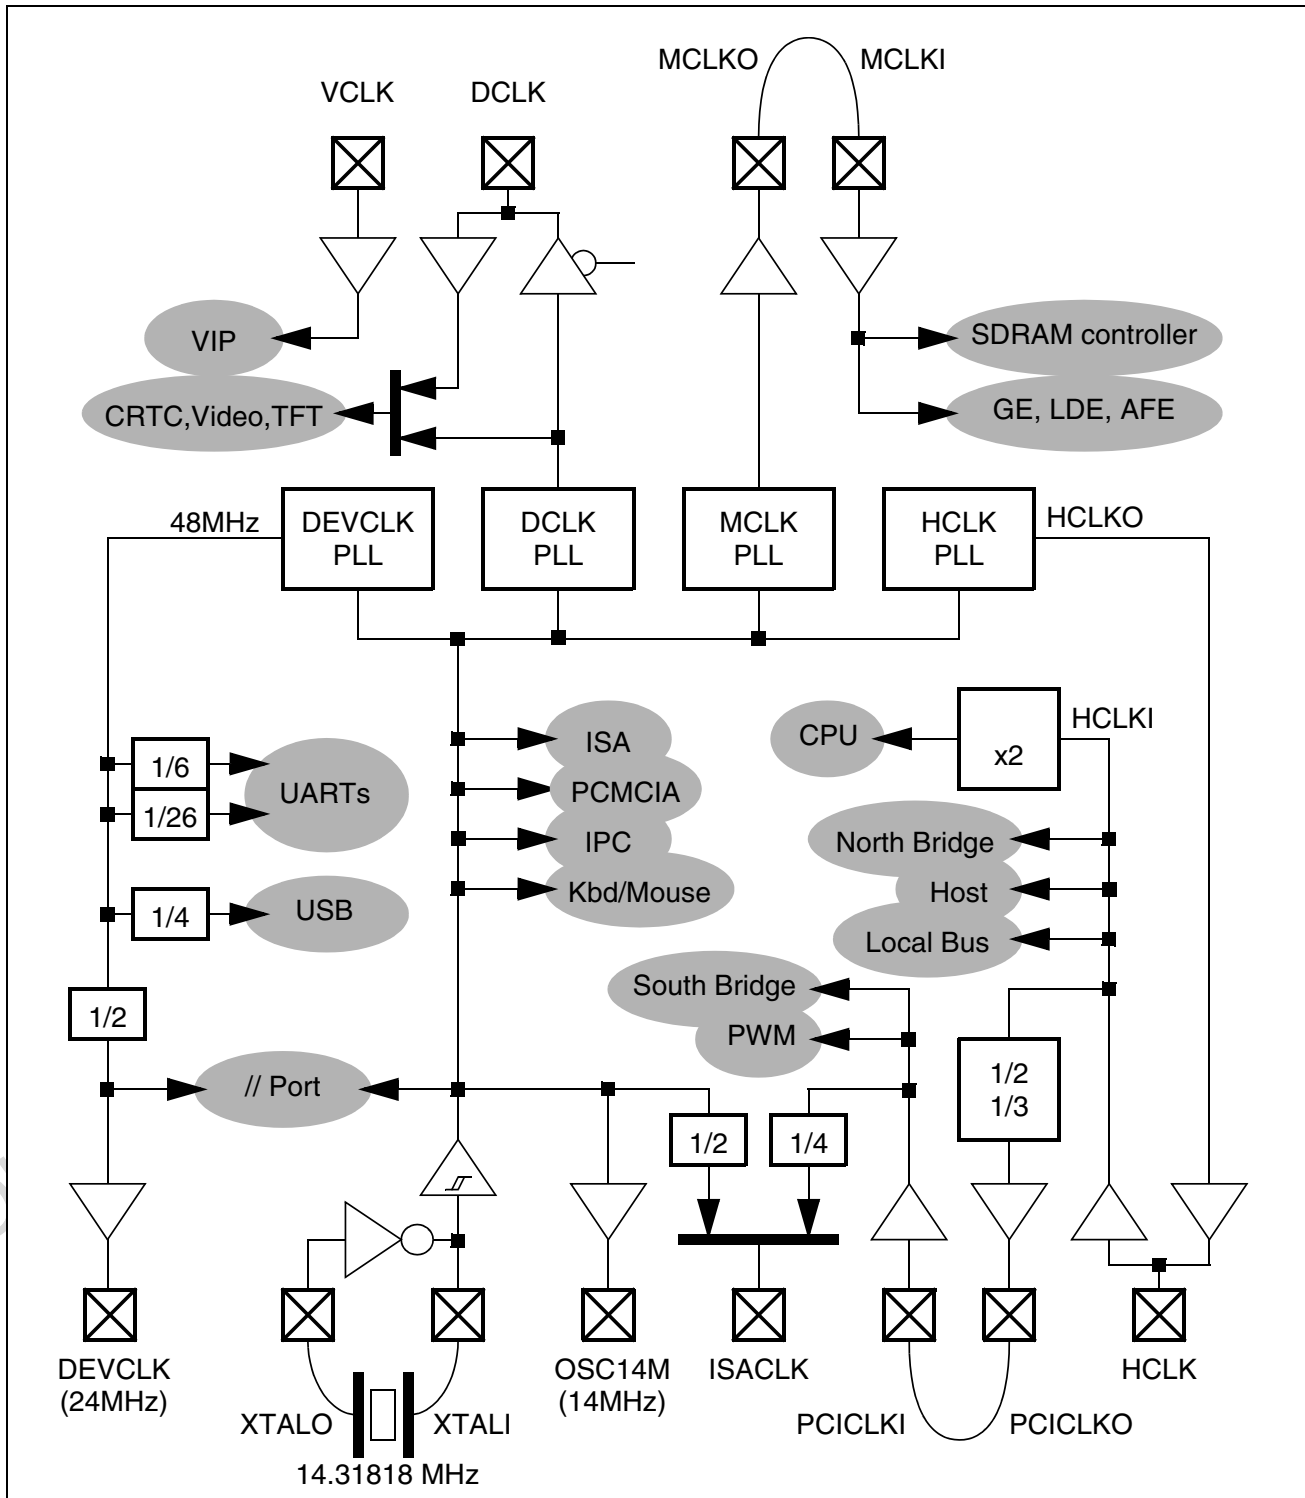 MCLKO
MCLKI
VCLK
DCLK
VIP
SDRAM controller
CRTC,Video,TFT
GE, LDE, AFE
48MHz
DEVCLK
PLL
DCLK
PLL
MCLK
PLL
HCLK
PLL
HCLKO
HCLKI
CPU
x2
ISA
1/6
UARTs
PCMCIA
1/26
IPC
North Bridge
Kbd/Mouse
Host
1/4
USB
Local Bus
South Bridge
1/2
PWM
1/2
1/3
// Port
1/2
1/4
DEVCLK
(24MHz)
OSC14M
(14MHz)
ISACLK
HCLK
XTALO
XTALI
PCICLKI
PCICLKO
14.31818 MHz